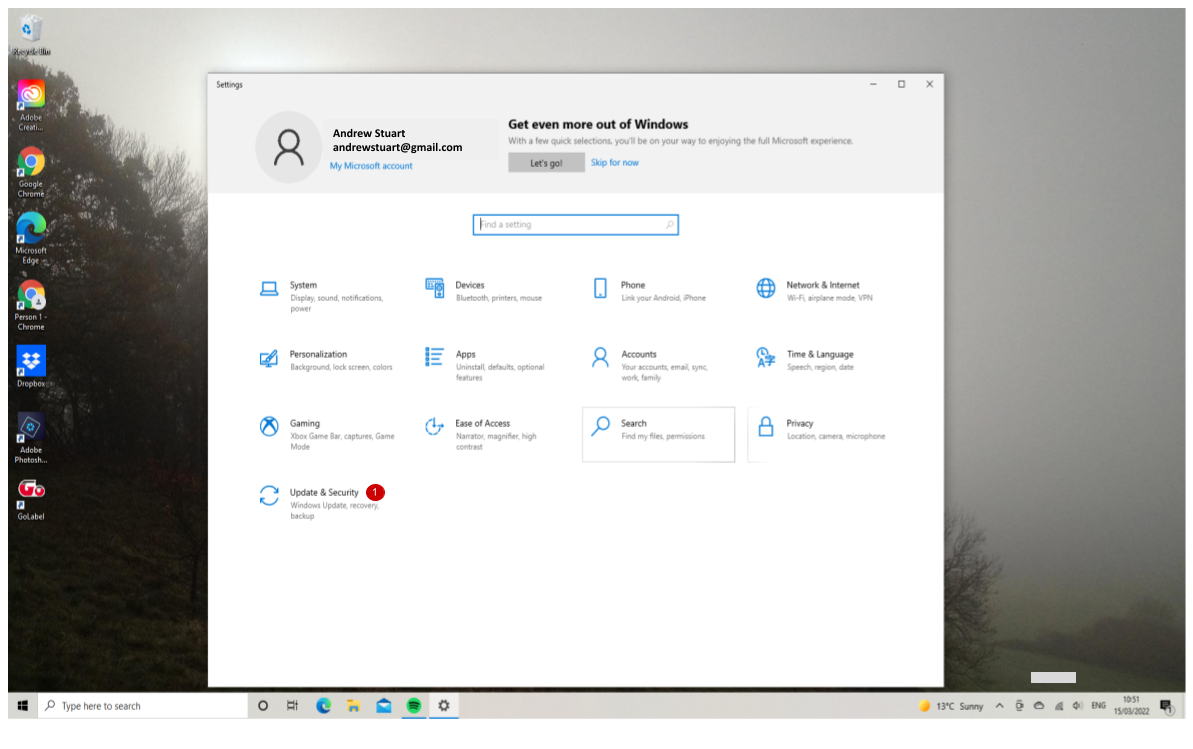 Recycle Bin
Adobe
Creati...
Google
Chrome
Microsoft
Edge
Person 1 -
Chrome
Dropbox
Adobe
Photosh...
GoLabel
Settings
Andrew Stuart
andrewstuart@gmail.com
My Microsoft account
Get even more out of Windows
With a few quick selections, you'll be on your way to enjoying the full Microsoft experience.
Let's go!
Skip for now
Find a setting
System
Display, sound, notifications,
power
Devices
Bluetooth, printers, mouse
Phone
Link your Android, iPhone
Network & Internet
Wi-Fi, airplane mode, VPN
Personalization
Background, lock screen, colors
Apps
Uninstall, defaults, optional
features
Accounts
Your accounts, email, sync,
work, family
Time & Language
Speech, region, date
Gaming
Xbox Game Bar, captures, Game
Mode
Ease of Access
Narrator, magnifier, high
contrast
Search
Find my files, permissions
Privacy
Location, camera, microphone
Update & Security
1
Windows Update, recovery,
backup
Type here to search
13°C Sunny
ENG
10:51
15/03/2022
1